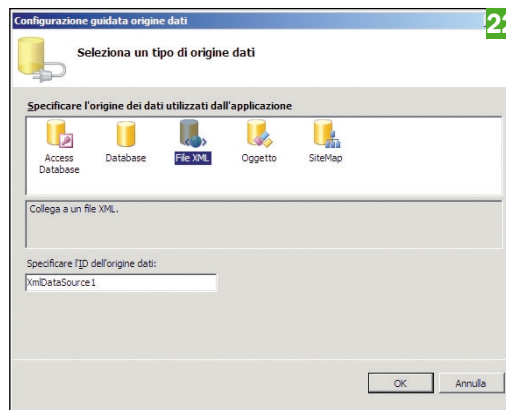 Configurazione guidata origine dati
22
Seleziona un tipo di origine dati
Specificare l'origine dei dati utilizzati dall'applicazione
Access Database
Database
File XML
Oggetto
SiteMap
Collega a un file XML.
Specificare l'ID dell'origine dati:
XmlDataSource1
OK
Annulla